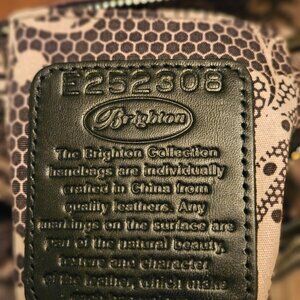 E252308
Brighton
The Brighton Collection
handbags are individually
crafted in China from
quality leathers. Any
markings on the surface are
part of the natural beauty,
texture and character
of the leather, which make